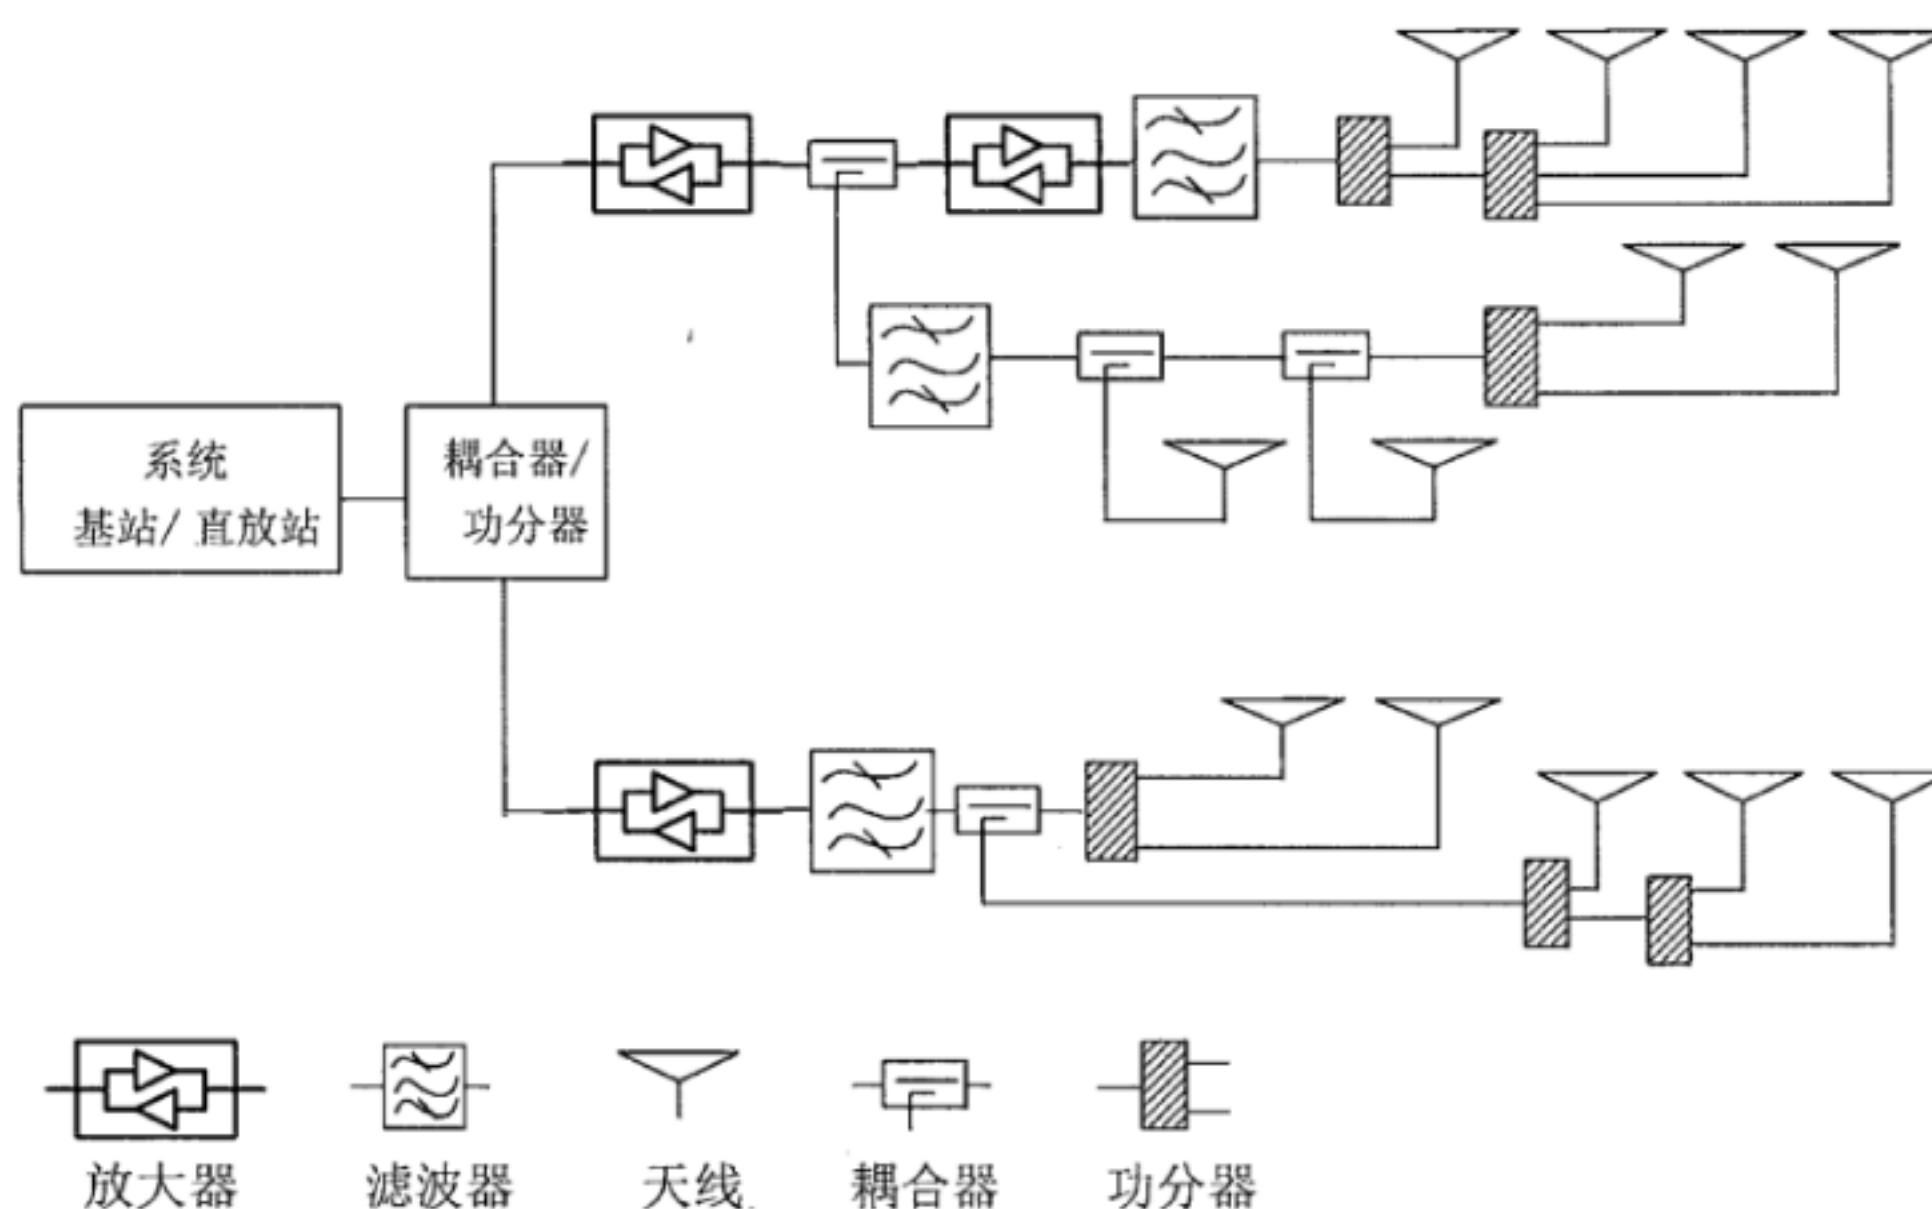 系统
基站/ 直放站
耦合器/
功分器
放大器
滤波器
天线
耦合器
功分器